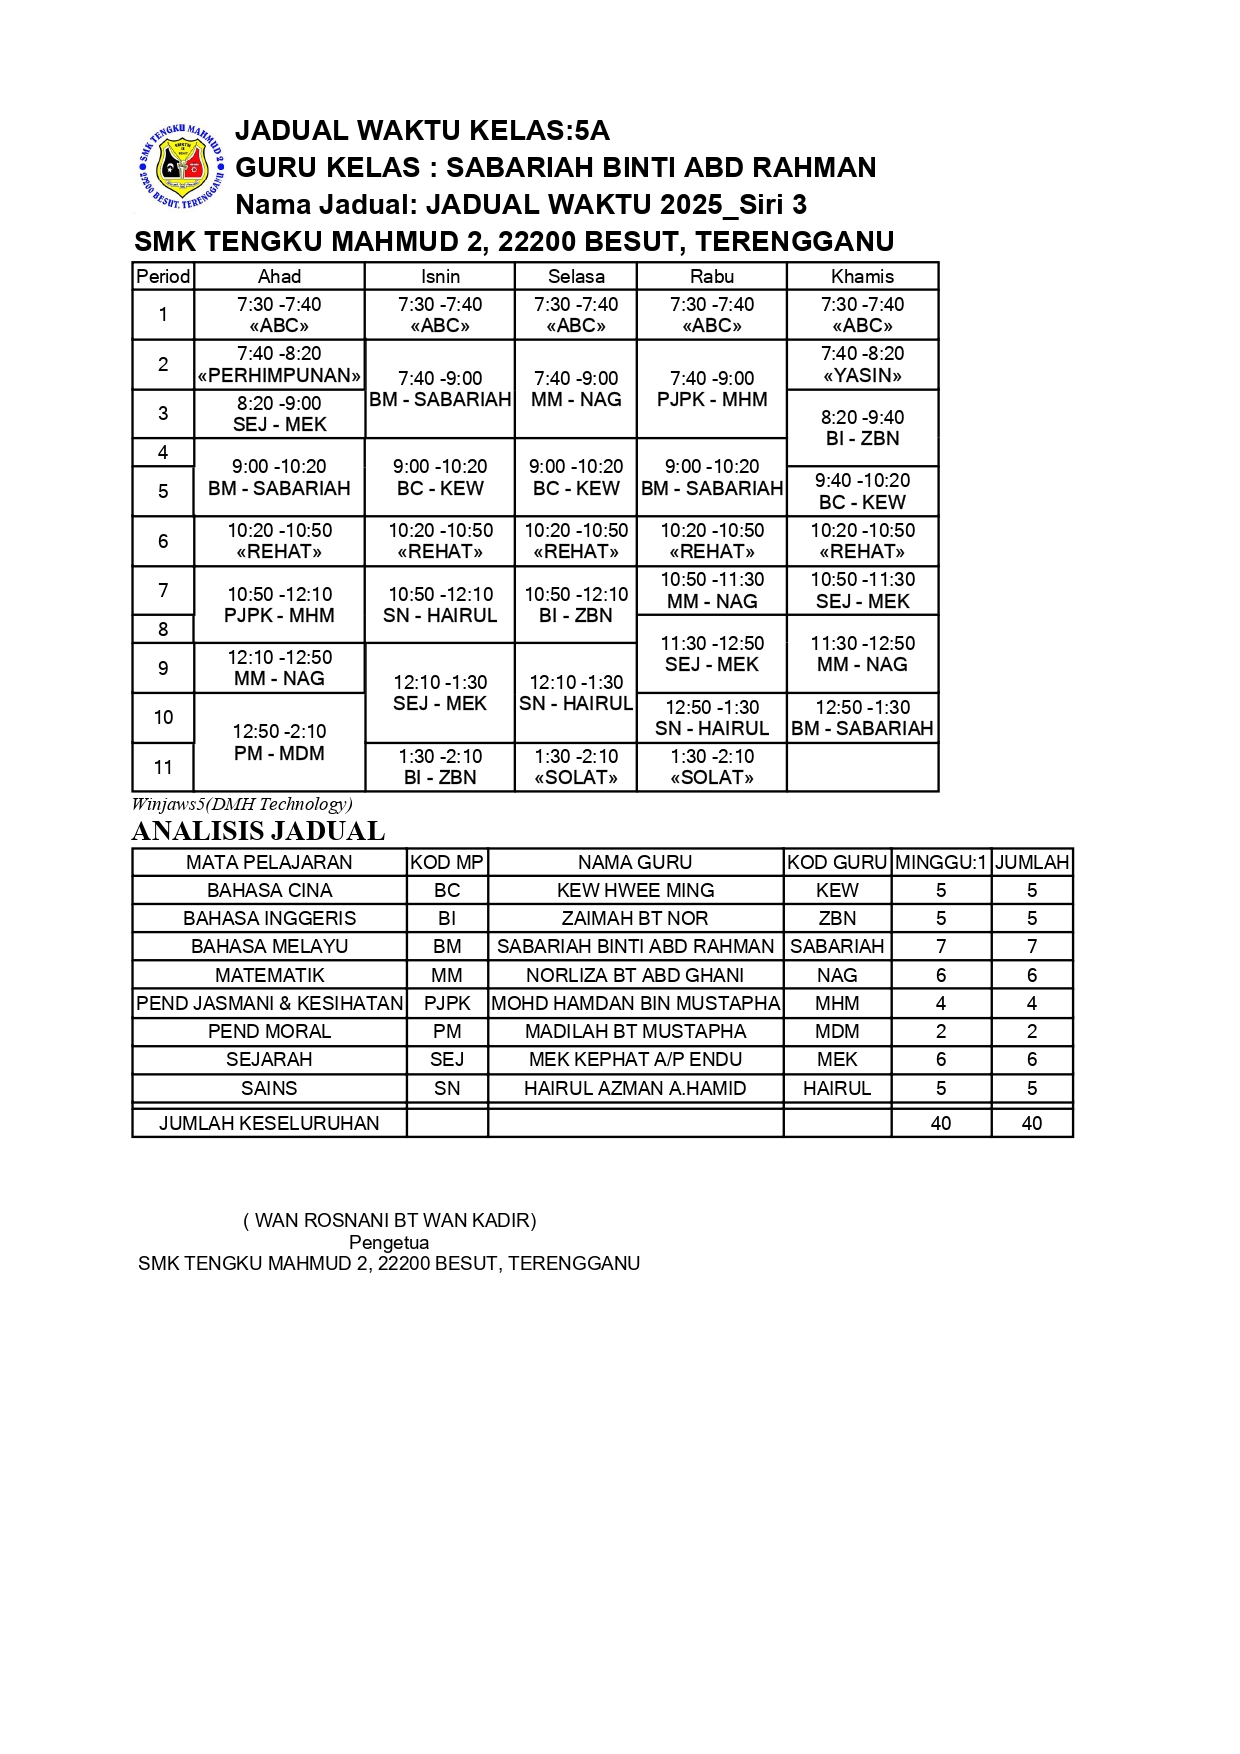 SMK TENGKU MAHMUD 2
22200 BESUT, TERENGGANU
JADUAL WAKTU KELAS:5A
GURU KELAS : SABARIAH BINTI ABD RAHMAN
Nama Jadual: JADUAL WAKTU 2025_Siri 3
SMK TENGKU MAHMUD 2, 22200 BESUT, TERENGGANU
Period Ahad Isnin Selasa Rabu Khamis
1 7:30 -7:40 7:30 -7:40 7:30 -7:40 7:30 -7:40 7:30 -7:40
«ABC» «ABC» «ABC» «ABC» «ABC»
2 7:40 -8:20 7:40 -9:00 7:40 -9:00 7:40 -9:00 7:40 -8:20
«PERHIMPUNAN» BM - SABARIAH MM - NAG PJPK - MHM «YASIN»
3 8:20 -9:00 8:20 -9:40
SEJ - MEK BI - ZBN
4 9:00 -10:20 9:00 -10:20 9:00 -10:20 9:00 -10:20
BM - SABARIAH BC - KEW BC - KEW BM - SABARIAH
5 9:40 -10:20
BC - KEW
6 10:20 -10:50 10:20 -10:50 10:20 -10:50 10:20 -10:50 10:20 -10:50
«REHAT» «REHAT» «REHAT» «REHAT» «REHAT»
7 10:50 -12:10 10:50 -12:10 10:50 -12:10 10:50 -11:30 10:50 -11:30
PJPK - MHM SN - HAIRUL BI - ZBN MM - NAG SEJ - MEK
8 11:30 -12:50 11:30 -12:50
SEJ - MEK MM - NAG
9 12:10 -12:50 12:10 -1:30 12:10 -1:30
MM - NAG SEJ - MEK SN - HAIRUL
10 12:50 -2:10 12:50 -1:30 12:50 -1:30
PM - MDM SN - HAIRUL BM - SABARIAH
11 1:30 -2:10 1:30 -2:10 1:30 -2:10
BI - ZBN «SOLAT» «SOLAT»
Winjaws5(DMH Technology)
ANALISIS JADUAL
MATA PELAJARAN KOD MP NAMA GURU KOD GURU MINGGU:1 JUMLAH
BAHASA CINA BC KEW HWEE MING KEW 5 5
BAHASA INGGERIS BI ZAIMAH BT NOR ZBN 5 5
BAHASA MELAYU BM SABARIAH BINTI ABD RAHMAN SABARIAH 7 7
MATEMATIK MM NORLIZA BT ABD GHANI NAG 6 6
PEND JASMANI & KESIHATAN PJPK MOHD HAMDAN BIN MUSTAPHA MHM 4 4
PEND MORAL PM MADILAH BT MUSTAPHA MDM 2 2
SEJARAH SEJ MEK KEPHAT A/P ENDU MEK 6 6
SAINS SN HAIRUL AZMAN A.HAMID HAIRUL 5 5
JUMLAH KESELURUHAN 40 40
( WAN ROSNANI BT WAN KADIR)
Pengetua
SMK TENGKU MAHMUD 2, 22200 BESUT, TERENGGANU